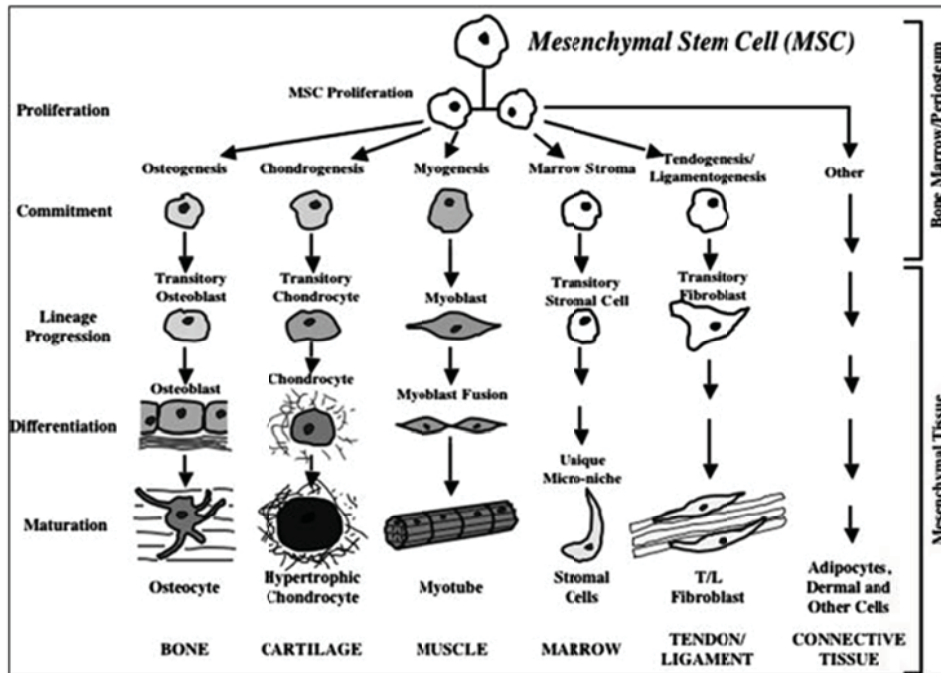 Mesenchymal Stem Cell (MSC)
MSC Proliferation
Proliferation
Osteogenesis
Chondrogenesis
Myogenesis
Marrow Stroma
Tendogenesis/
Ligamentogenesis
Other
Bone Marrow/Periosteum
Commitment
Transitory
Osteoblast
Transitory
Chondrocyte
Myoblast
Transitory
Stromal Cell
Transitory
Fibroblast
Lineage
Progression
Osteoblast
Chondrocyte
Myoblast Fusion
Differentiation
Unique
Micro-niche
Mesenchymal Tissue
Maturation
Osteocyte
Hypertrophic
Chondrocyte
Myotube
Stromal
Cells
T/L
Fibroblast
Adipocytes,
Dermal and
Other Cells
BONE
CARTILAGE
MUSCLE
MARROW
TENDON/
LIGAMENT
CONNECTIVE
TISSUE